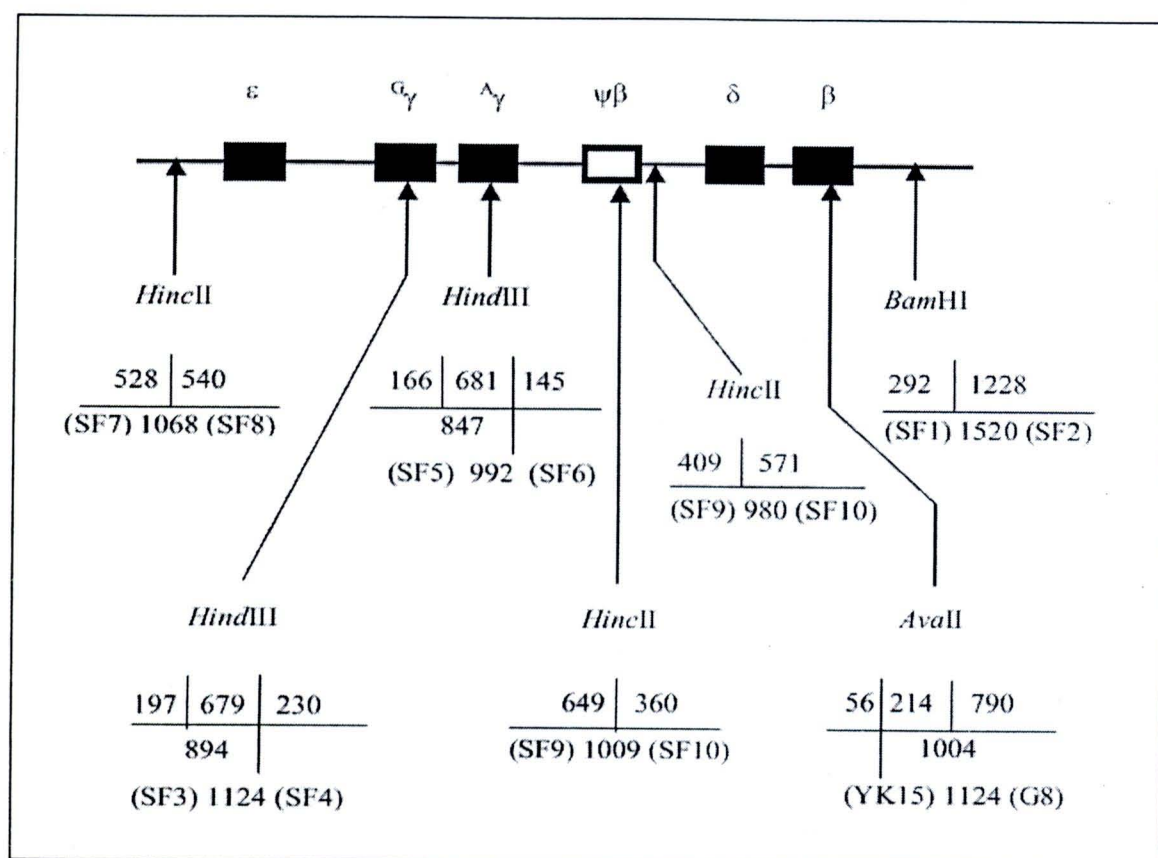 ε Gγ Aγ ψβ δ β
HincII HindIII BamHI
HincII
528 540
(SF7) 1068 (SF8)
166 681 145
847
(SF5) 992 (SF6)
409 571
(SF9) 980 (SF10)
292 1228
(SF1) 1520 (SF2)
HindIII HincII AvaII
197 679 230
894
(SF3) 1124 (SF4)
649 360
(SF9) 1009 (SF10)
56 214 790
1004
(YK15) 1124 (G8)